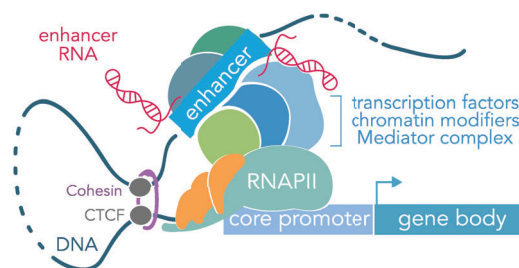 enhancer
RNA
enhancer
transcription factors
chromatin modifiers
Mediator complex
RNAPII
Cohesin
CTCF
core promoter
gene body
DNA